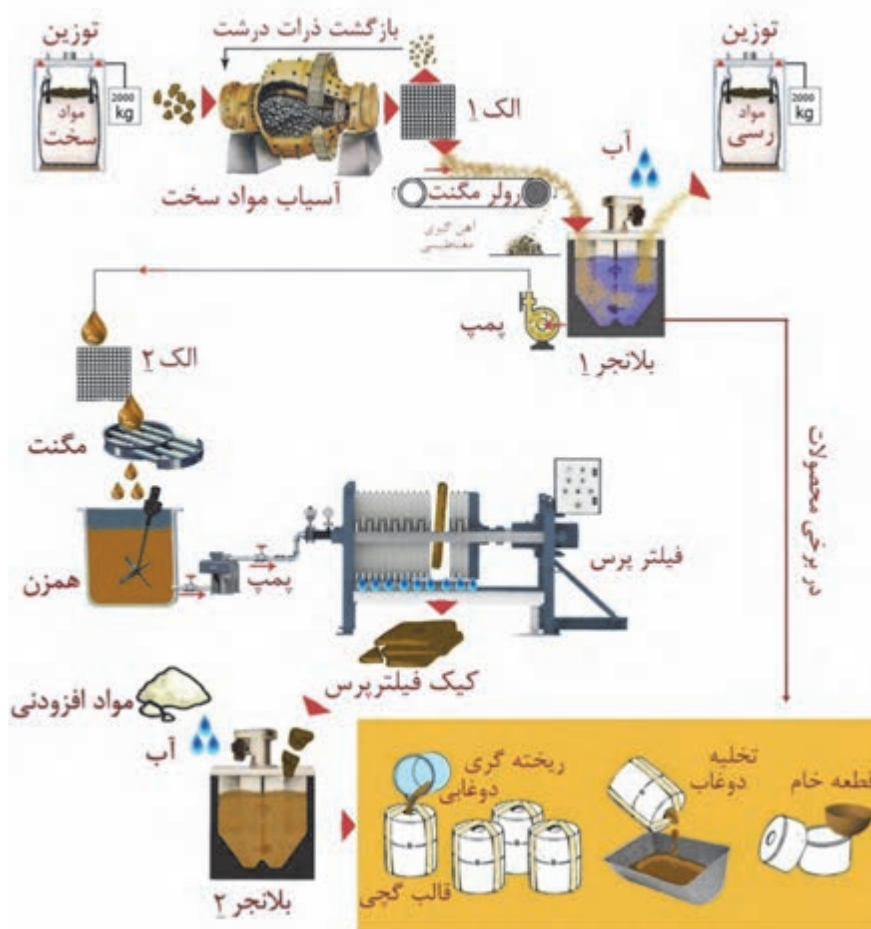 توزین
2000
kg
مواد
سخت
بازگشت ذرات درشت
الک ۱
آسیاب مواد سخت
رولر مگنت
آهن گیری
مغناطیسی
توزین
2000
kg
مواد
رسی
آب
بلانجر ۱
پمپ
در برخی محصولات
الک ۲
مگنت
همزن
پمپ
فیلتر پرس
کیک فیلترپرس
مواد افزودنی
آب
بلانجر ۲
ریخته گری
دوغابی
قالب گچی
تخلیه
دوغاب
قطعه خام